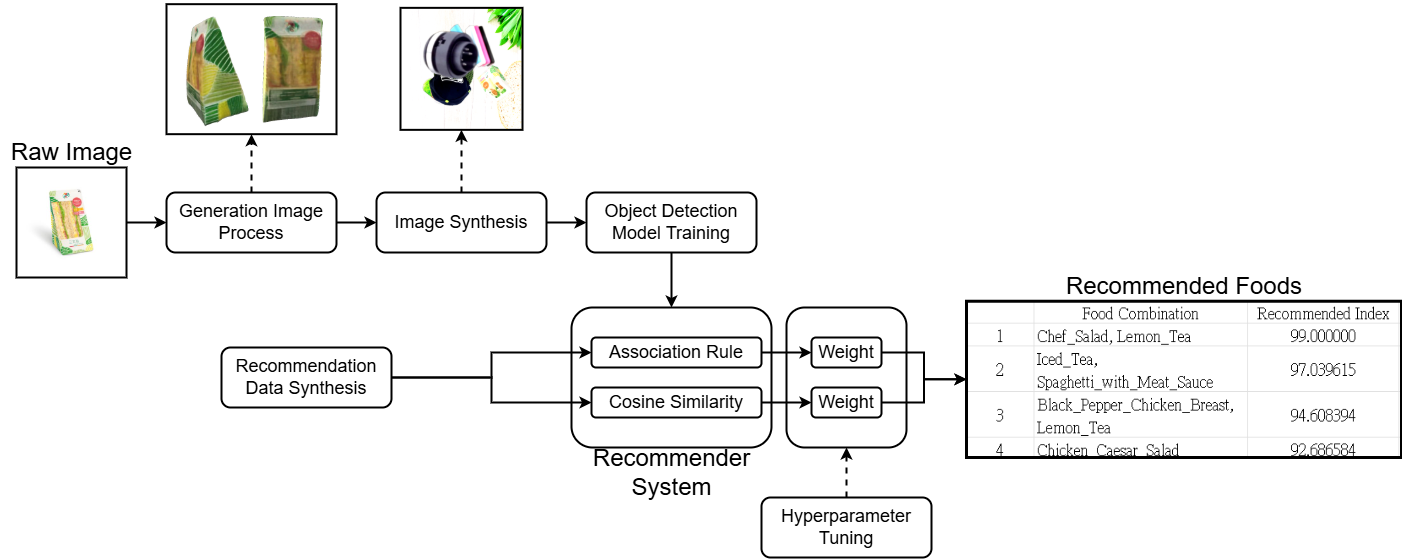 Raw Image
Generation Image
Process
Image Synthesis
Object Detection
Model Training
Recommendation
Data Synthesis
Association Rule
Cosine Similarity
Recommender
System
Weight
Weight
Hyperparameter
Tuning
Recommended Foods
Food Combination Recommended Index
1 Chef_Salad, Lemon_Tea 99.000000
2 Iced_Tea,
Spaghetti_with_Meat_Sauce 97.039615
3 Black_Pepper_Chicken_Breast,
Lemon_Tea 94.608394
4 Chicken_Caesar_Salad 92.686584